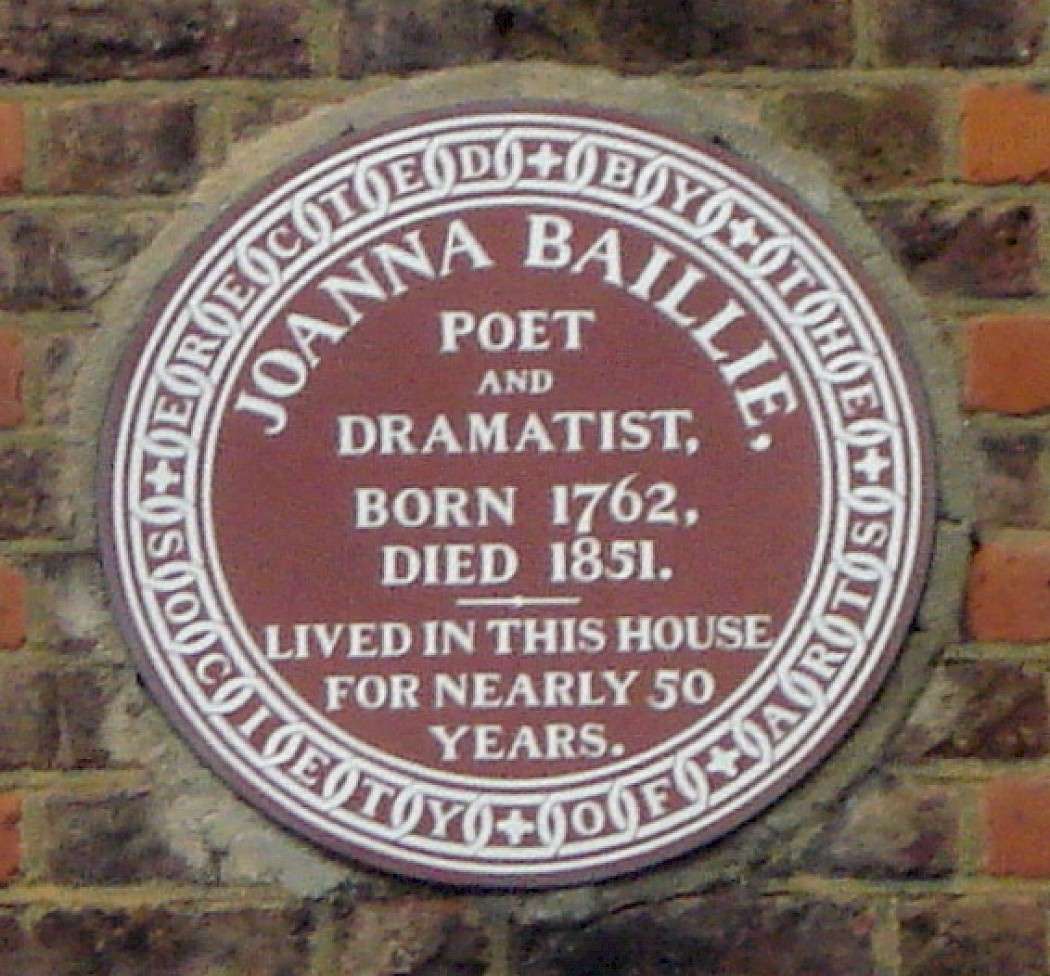 JOANNA BAILLIE,
POET
AND
DRAMATIST,
BORN 1762,
DIED 1851.
LIVED IN THIS HOUSE
FOR NEARLY 50
YEARS.
ERECTED BY THE SOCIETY OF ARTS